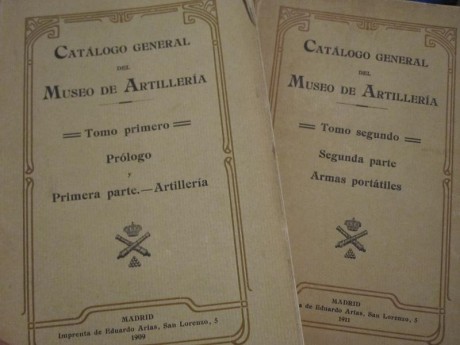 CATÁLOGO GENERAL
DEL
MUSEO DE ARTILLERÍA
Tomo primero
Prólogo
y
Primera parte.—Artillería
MADRID
Imprenta de Eduardo Arias, San Lorenzo, 5
1909
CATÁLOGO GENERAL
DEL
MUSEO DE ARTILLERÍA
Tomo segundo
Segunda parte
Armas portátiles
MADRID
de Eduardo Arias, San Lorenzo, 5
1911